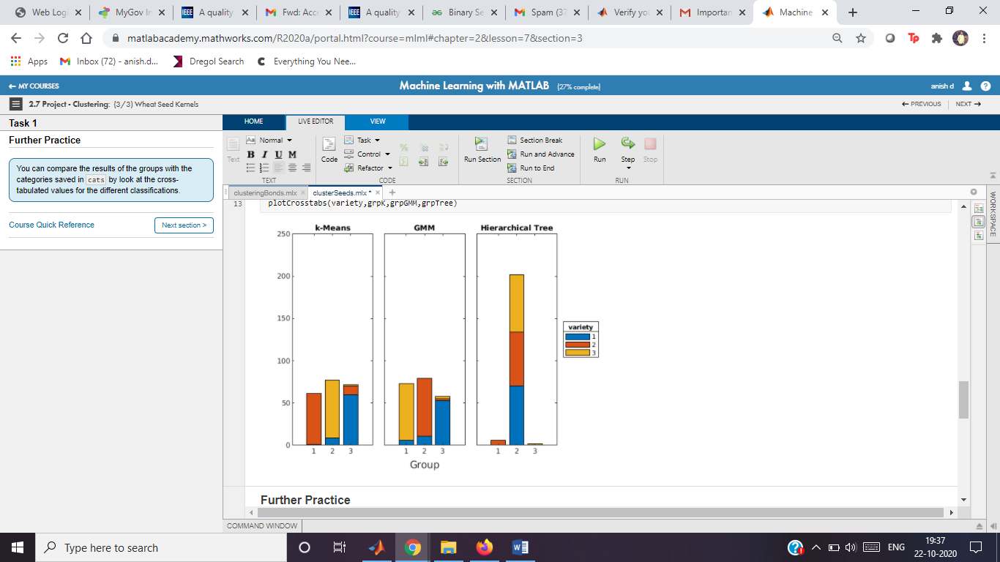 Web Logi
MyGov In
A quality
Fwd: Acce
A quality
Binary Se
Spam (37
Verify you
Importan
Machine
matlabacademy.mathworks.com/R2020a/portal.html?course=mlml#chapter=2&lesson=7&section=3
Apps
Inbox (72) - anish.d...
Dregol Search
Everything You Nee...
MY COURSES
Machine Learning with MATLAB (27% complete)
anish d
2.7 Project - Clustering: (3/3) Wheat Seed Kernels
PREVIOUS
NEXT
Task 1
Further Practice
You can compare the results of the groups with the
categories saved in cats by look at the cross-
tabulated values for the different classifications.
Course Quick Reference
Next section >
HOME
LIVE EDITOR
VIEW
Text
Normal
B I U M
TEXT
Code
Task
Control
Refactor
CODE
Run Section
Section Break
Run and Advance
Run to End
SECTION
Run
Step
Stop
RUN
clusteringBonds.mlx
clusterSeeds.mlx *
WORKSPACE
13 plotCrosstabs(variety,grpK,grpGMM,grpTree)
k-Means
GMM
Hierarchical Tree
250
200
150
100
50
0
1 2 3
1 2 3
1 2 3
Group
variety
1
2
3
Further Practice
COMMAND WINDOW
Type here to search
ENG
19:37
22-10-2020